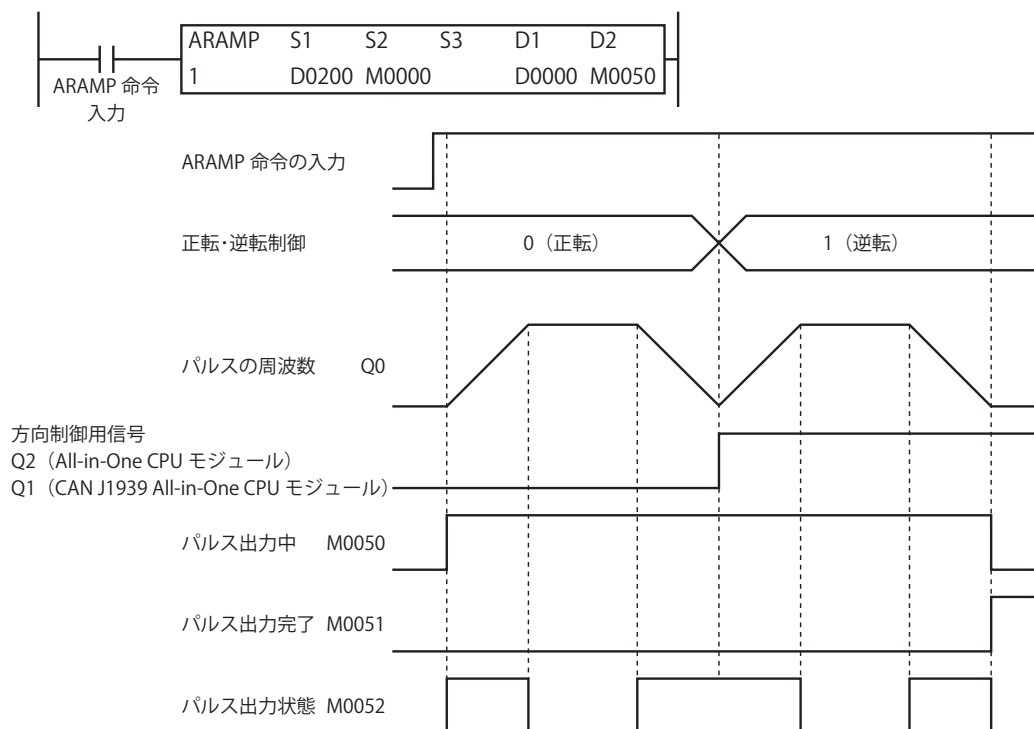 ARAMP S1 S2 S3 D1 D2
1 D0200 M0000 D0000 M0050
ARAMP 命令
入力
ARAMP 命令の入力
正転・逆転制御 0（正転） 1（逆転）
パルスの周波数 Q0
方向制御用信号
Q2（All-in-One CPU モジュール）
Q1（CAN J1939 All-in-One CPU モジュール）
パルス出力中 M0050
パルス出力完了 M0051
パルス出力状態 M0052